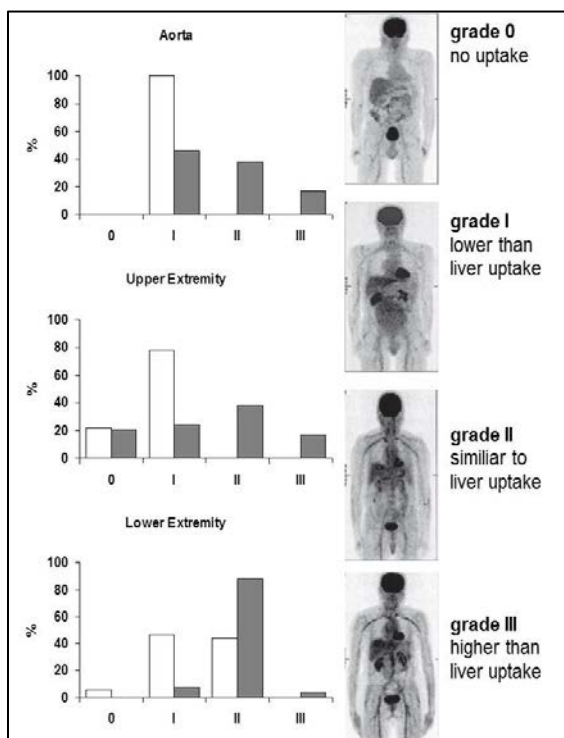 Aorta
100
80
60
40
20
0
%
0 I II III
Upper Extremity
100
80
60
40
20
0
%
0 I II III
Lower Extremity
100
80
60
40
20
0
%
0 I II III
grade 0
no uptake
grade I
lower than
liver uptake
grade II
similiar to
liver uptake
grade III
higher than
liver uptake